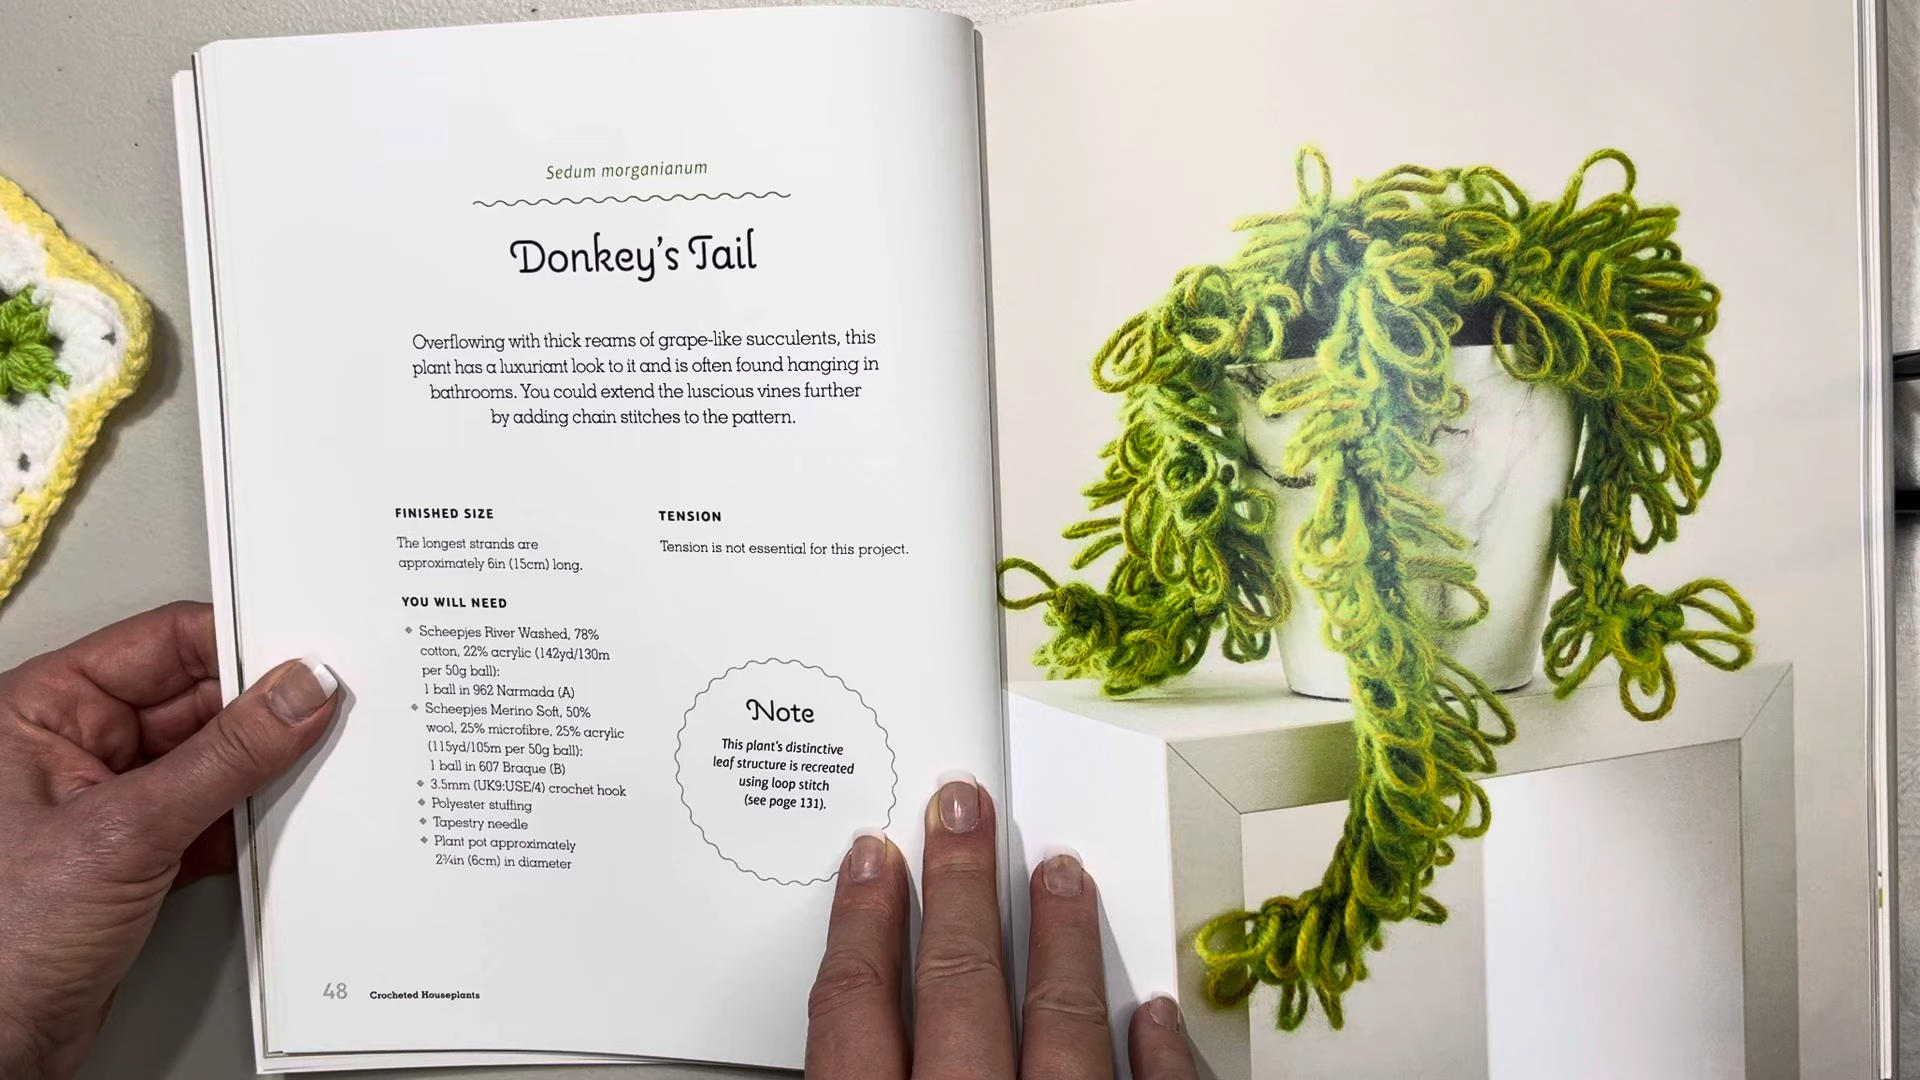 Sedum morganianum
Donkey's Tail
Overflowing with thick reams of grape-like succulents, this
plant has a luxuriant look to it and is often found hanging in
bathrooms. You could extend the luscious vines further
by adding chain stitches to the pattern.
FINISHED SIZE
The longest strands are
approximately 6in (15cm) long.
YOU WILL NEED
❖ Scheepjes River Washed, 78%
cotton, 22% acrylic (142yd/130m
per 50g ball):
1 ball in 962 Narmada (A)
❖ Scheepjes Merino Soft, 50%
wool, 25% microfibre, 25% acrylic
(115yd/105m per 50g ball):
1 ball in 607 Braque (B)
❖ 3.5mm (UK9:USE/4) crochet hook
❖ Polyester stuffing
❖ Tapestry needle
❖ Plant pot approximately
2¾in (6cm) in diameter
TENSION
Tension is not essential for this project.
Note
This plant's distinctive
leaf structure is recreated
using loop stitch
(see page 131).
48 Crocheted Houseplants